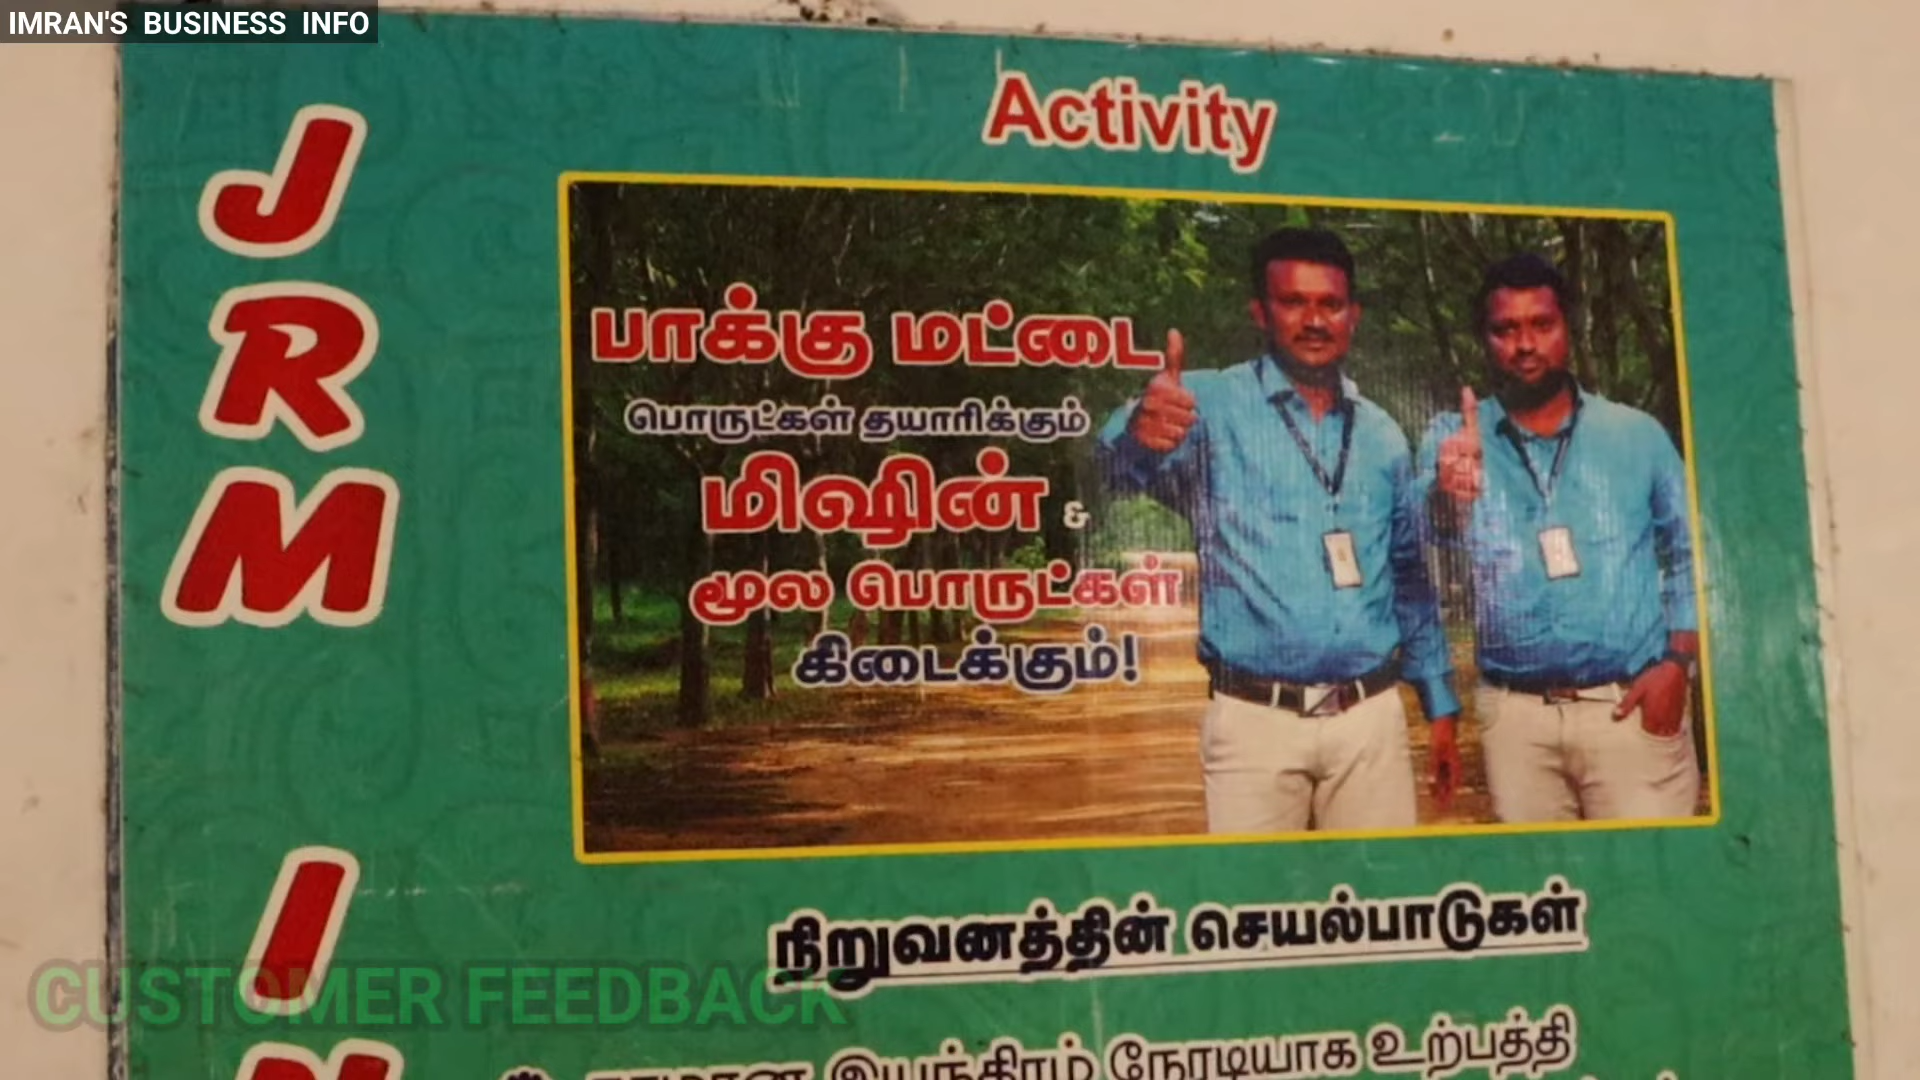 IMRAN'S BUSINESS INFO
Activity
J
R
M
I
பாக்கு மட்டை
பொருட்கள் தயாரிக்கும்
மிஷின் &
மூல பொருட்கள்
கிடைக்கும்!
நிறுவனத்தின் செயல்பாடுகள்
CUSTOMER FEEDBACK
இயந்திரம் நேரடியாக உற்பத்தி